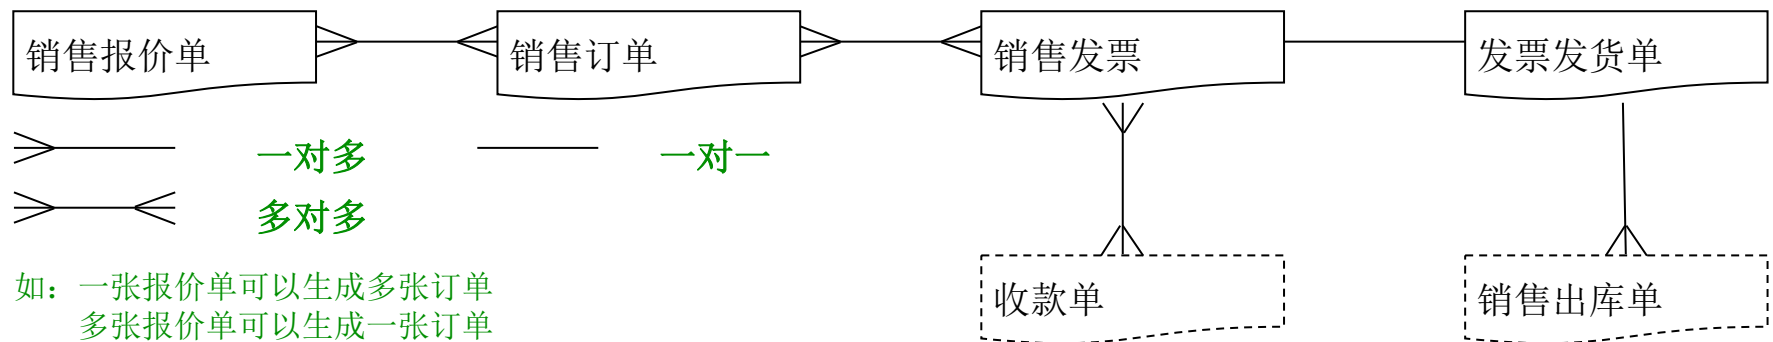 销售报价单
销售订单
销售发票
发票发货单
一对多
一对一
多对多
如：一张报价单可以生成多张订单
多张报价单可以生成一张订单
收款单
销售出库单